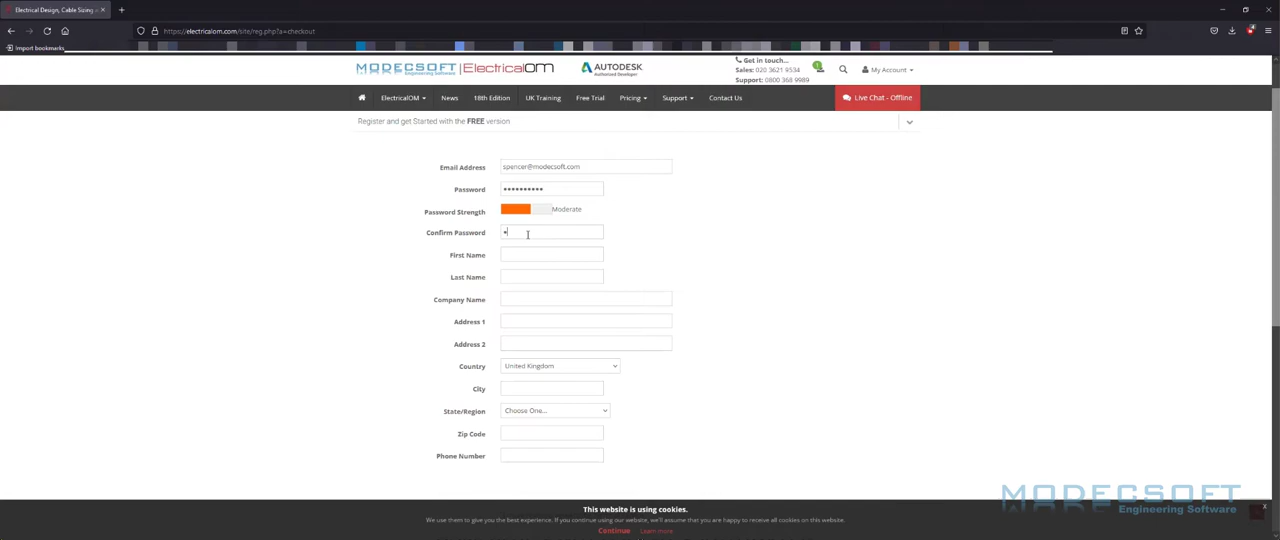 Electrical Design, Cable Sizing a
https://electricalom.com/site/reg.php?a=checkout
Import bookmarks
MODECSOFT Engineering Software | ElectricalOM
AUTODESK
Authorised Developer
Get in touch...
Sales: 020 3621 9534
Support: 0800 368 9989
1
My Account
ElectricalOM News 18th Edition UK Training Free Trial Pricing Support Contact Us Live Chat - Offline
Register and get Started with the FREE version
Email Address spencer@modecsoft.com
Password ••••••••••
Password Strength Moderate
Confirm Password •
First Name
Last Name
Company Name
Address 1
Address 2
Country United Kingdom
City
State/Region Choose One...
Zip Code
Phone Number
MODECSOFT
Engineering Software
This website is using cookies. X
We use them to give you the best experience. If you continue using our website, we'll assume that you are happy to receive all cookies on this website.
Continue Learn more